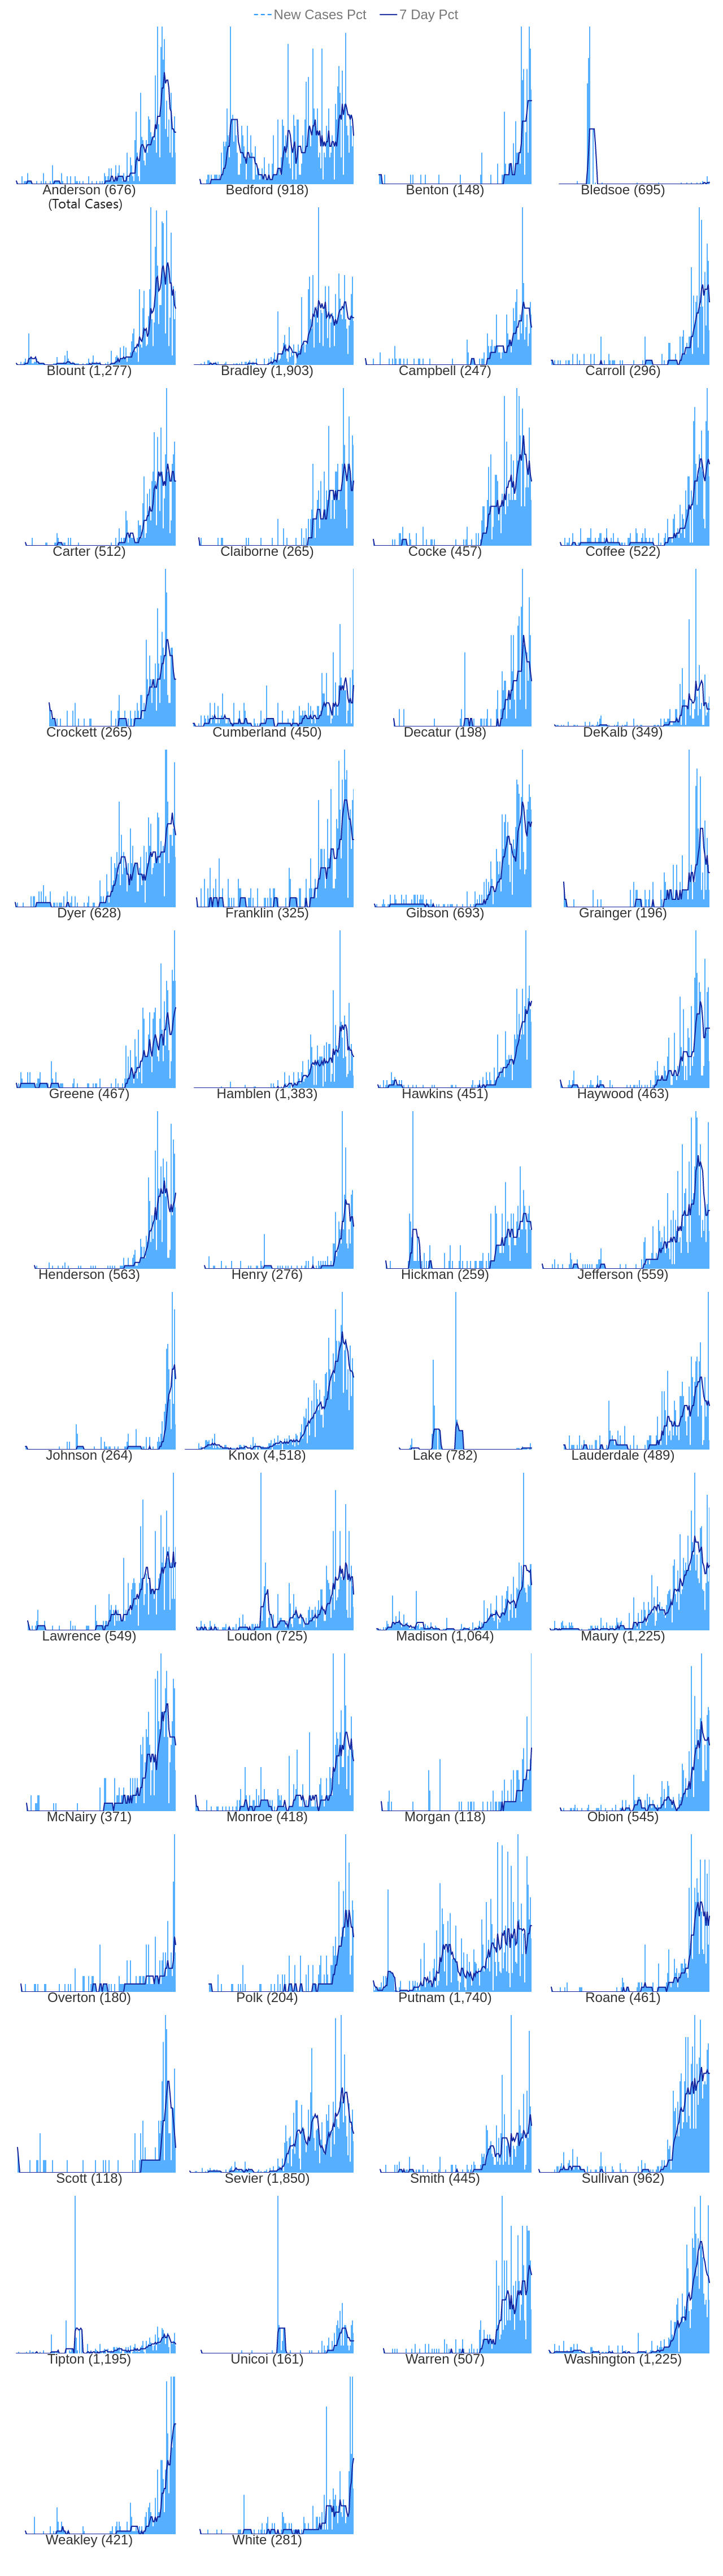 New Cases Pct 7 Day Pct
Anderson (676) Bedford (918) Benton (148) Bledsoe (695)
(Total Cases)
Blount (1,277) Bradley (1,903) Campbell (247) Carroll (296)
Carter (512) Claiborne (265) Cocke (457) Coffee (522)
Crockett (265) Cumberland (450) Decatur (198) DeKalb (349)
Dyer (628) Franklin (325) Gibson (693) Grainger (196)
Greene (467) Hamblen (1,383) Hawkins (451) Haywood (463)
Henderson (563) Henry (276) Hickman (259) Jefferson (559)
Johnson (264) Knox (4,518) Lake (782) Lauderdale (489)
Lawrence (549) Loudon (725) Madison (1,064) Maury (1,225)
McNairy (371) Monroe (418) Morgan (118) Obion (545)
Overton (180) Polk (204) Putnam (1,740) Roane (461)
Scott (118) Sevier (1,850) Smith (445) Sullivan (962)
Tipton (1,195) Unicoi (161) Warren (507) Washington (1,225)
Weakley (421) White (281)